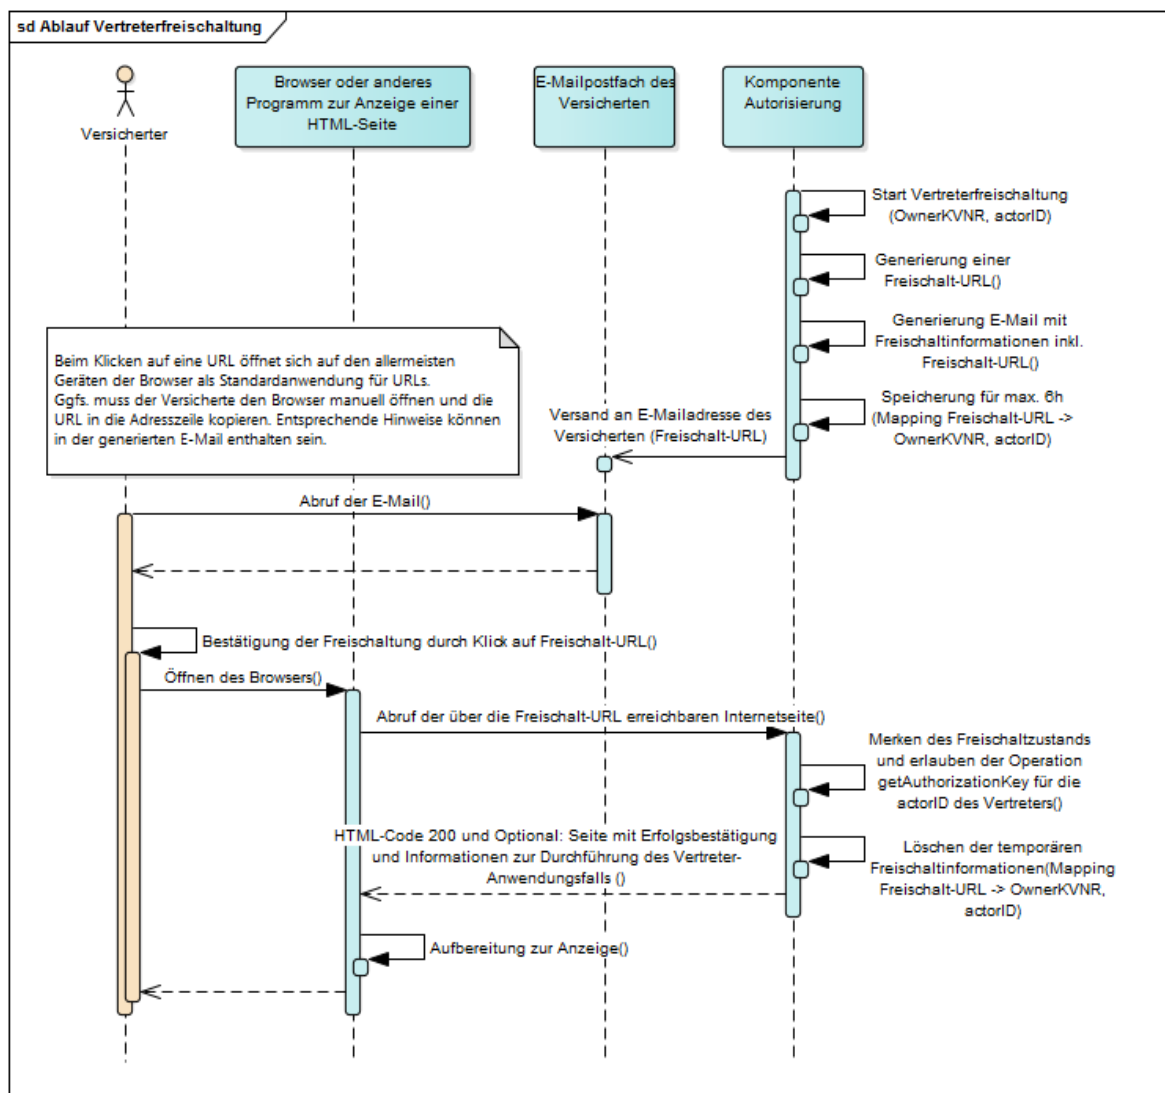 sd Ablauf Vertreterfreischaltung
Versicherter
Browser oder anderes
Programm zur Anzeige einer
HTML-Seite
E-Mailpostfach des
Versicherten
Komponente
Autorisierung
Start Vertreterfreischaltung
(OwnerKVNR, actorID)
Generierung einer
Freischalt-URL()
Generierung E-Mail mit
Freischaltinformationen inkl.
Freischalt-URL()
Beim Klicken auf eine URL öffnet sich auf den allermeisten
Geräten der Browser als Standardanwendung für URLs.
Ggfs. muss der Versicherte den Browser manuell öffnen und die
URL in die Adresszeile kopieren. Entsprechende Hinweise können
in der generierten E-Mail enthalten sein.
Speicherung für max. 6h
(Mapping Freischalt-URL ->
OwnerKVNR, actorID)
Versand an E-Mailadresse des
Versicherten (Freischalt-URL)
Abruf der E-Mail()
Bestätigung der Freischaltung durch Klick auf Freischalt-URL()
Öffnen des Browsers()
Abruf der über die Freischalt-URL erreichbaren Internetseite()
Merken des Freischaltzustands
und erlauben der Operation
getAuthorizationKey für die
actorID des Vertreters()
HTML-Code 200 und Optional: Seite mit Erfolgsbestätigung
und Informationen zur Durchführung des Vertreter-
Anwendungsfalls ()
Löschen der temporären
Freischaltinformationen(Mapping
Freischalt-URL -> OwnerKVNR,
actorID)
Aufbereitung zur Anzeige()